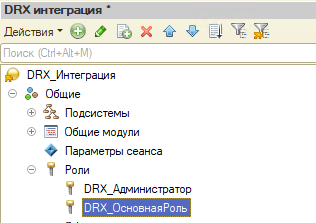 DRX интеграция *
Действия
Поиск (Ctrl+Alt+M)
DRX_Интеграция
Общие
Подсистемы
Общие модули
Параметры сеанса
Роли
DRX_Администратор
DRX_ОсновнаяРоль